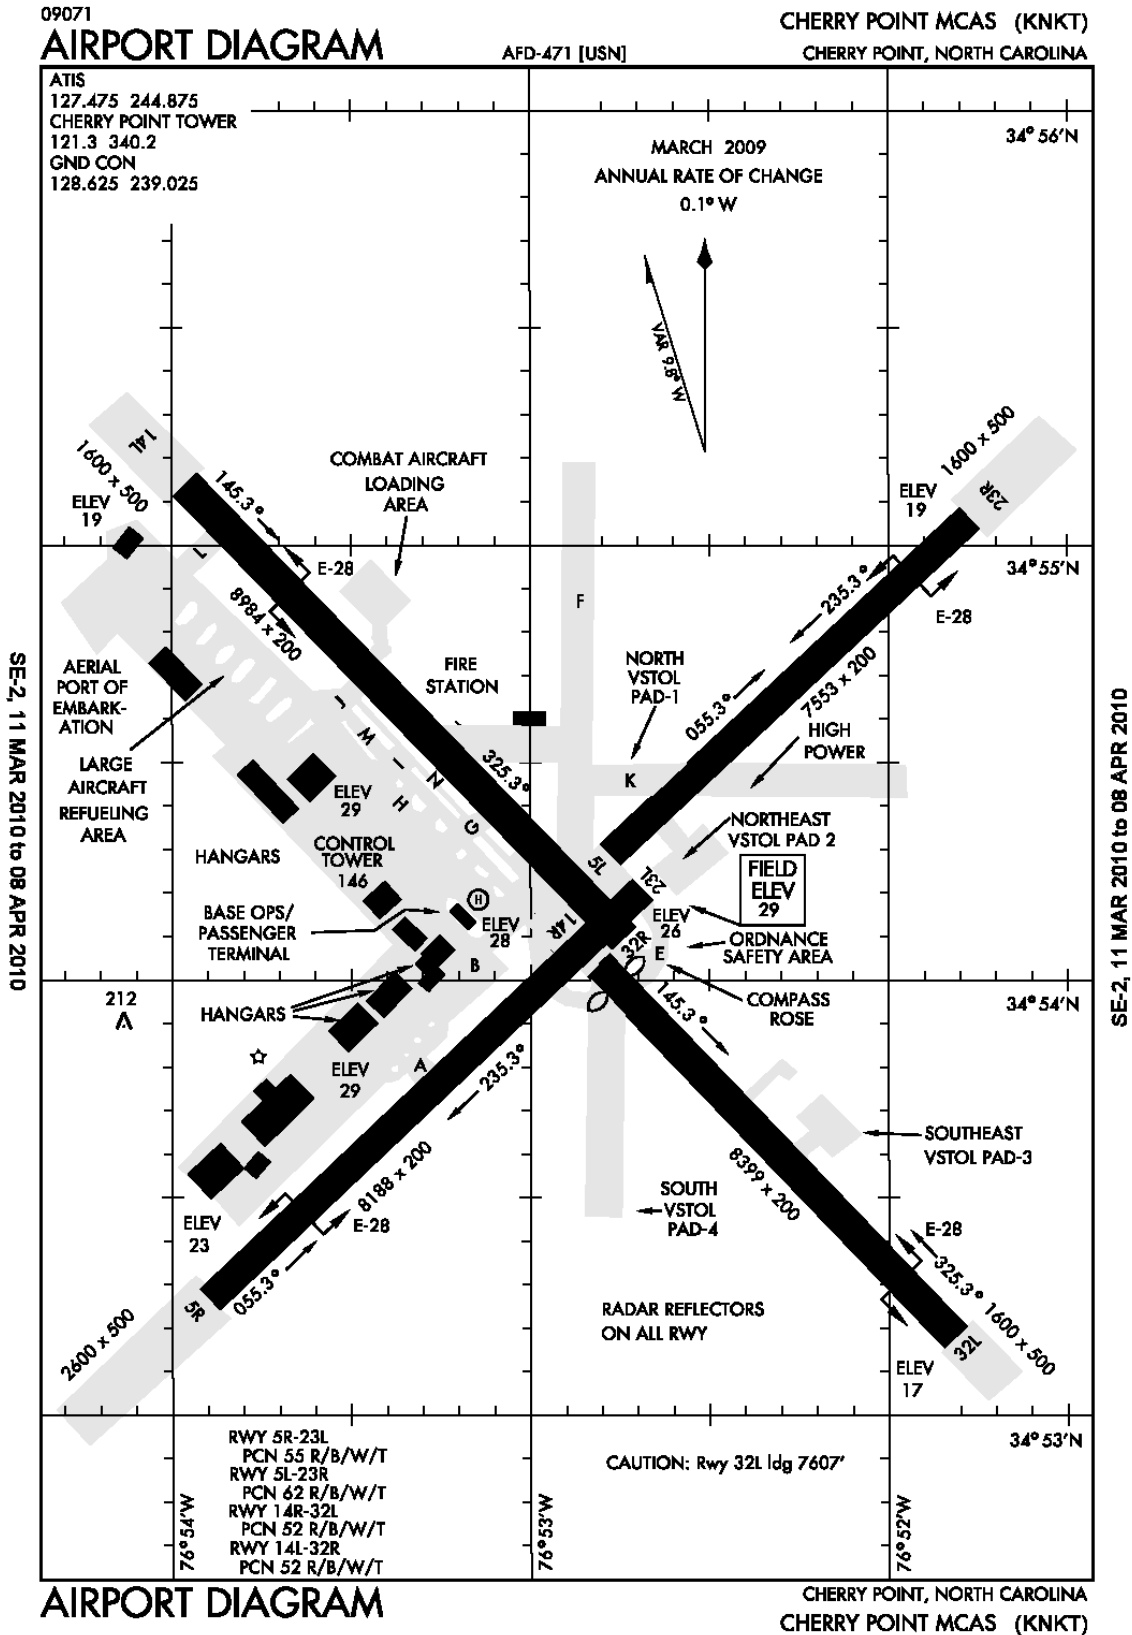 09071
AIRPORT DIAGRAM
AFD-471 [USN]
CHERRY POINT MCAS (KNKT)
CHERRY POINT, NORTH CAROLINA
ATIS
127.475 244.875
CHERRY POINT TOWER
121.3 340.2
GND CON
128.625 239.025
34° 56'N
MARCH 2009
ANNUAL RATE OF CHANGE
0.1° W
VAR 9.8° W
14L
1600 x 500
ELEV
19
145.3°
E-28
8984 x 200
COMBAT AIRCRAFT
LOADING
AREA
1600 x 500
ELEV
19
23R
34° 55'N
E-28
235.3°
F
L
AERIAL
PORT OF
EMBARK-
ATION
LARGE
AIRCRAFT
REFUELING
AREA
FIRE
STATION
NORTH
VSTOL
PAD-1
055.3°
7553 x 200
HIGH
POWER
K
J
M
I
N
H
G
325.3°
ELEV
29
HANGARS
CONTROL
TOWER
146
5L
23L
NORTHEAST
VSTOL PAD 2
FIELD
ELEV
29
BASE OPS/
PASSENGER
TERMINAL
H
ELEV
28
14R
ELEV
26
32R
E
ORDNANCE
SAFETY AREA
B
212
HANGARS
COMPASS
ROSE
34° 54'N
145.3°
ELEV
29
A
235.3°
SOUTHEAST
VSTOL PAD-3
8399 x 200
8188 x 200
SOUTH
VSTOL
PAD-4
ELEV
23
E-28
055.3°
5R
2600 x 500
E-28
325.3°
1600 x 500
32L
ELEV
17
RADAR REFLECTORS
ON ALL RWY
34° 53'N
RWY 5R-23L
PCN 55 R/B/W/T
RWY 5L-23R
PCN 62 R/B/W/T
RWY 14R-32L
PCN 52 R/B/W/T
RWY 14L-32R
PCN 52 R/B/W/T
CAUTION: Rwy 32L ldg 7607'
76° 54'W
76° 53'W
76° 52'W
SE-2, 11 MAR 2010 to 08 APR 2010
SE-2, 11 MAR 2010 to 08 APR 2010
AIRPORT DIAGRAM
CHERRY POINT, NORTH CAROLINA
CHERRY POINT MCAS (KNKT)